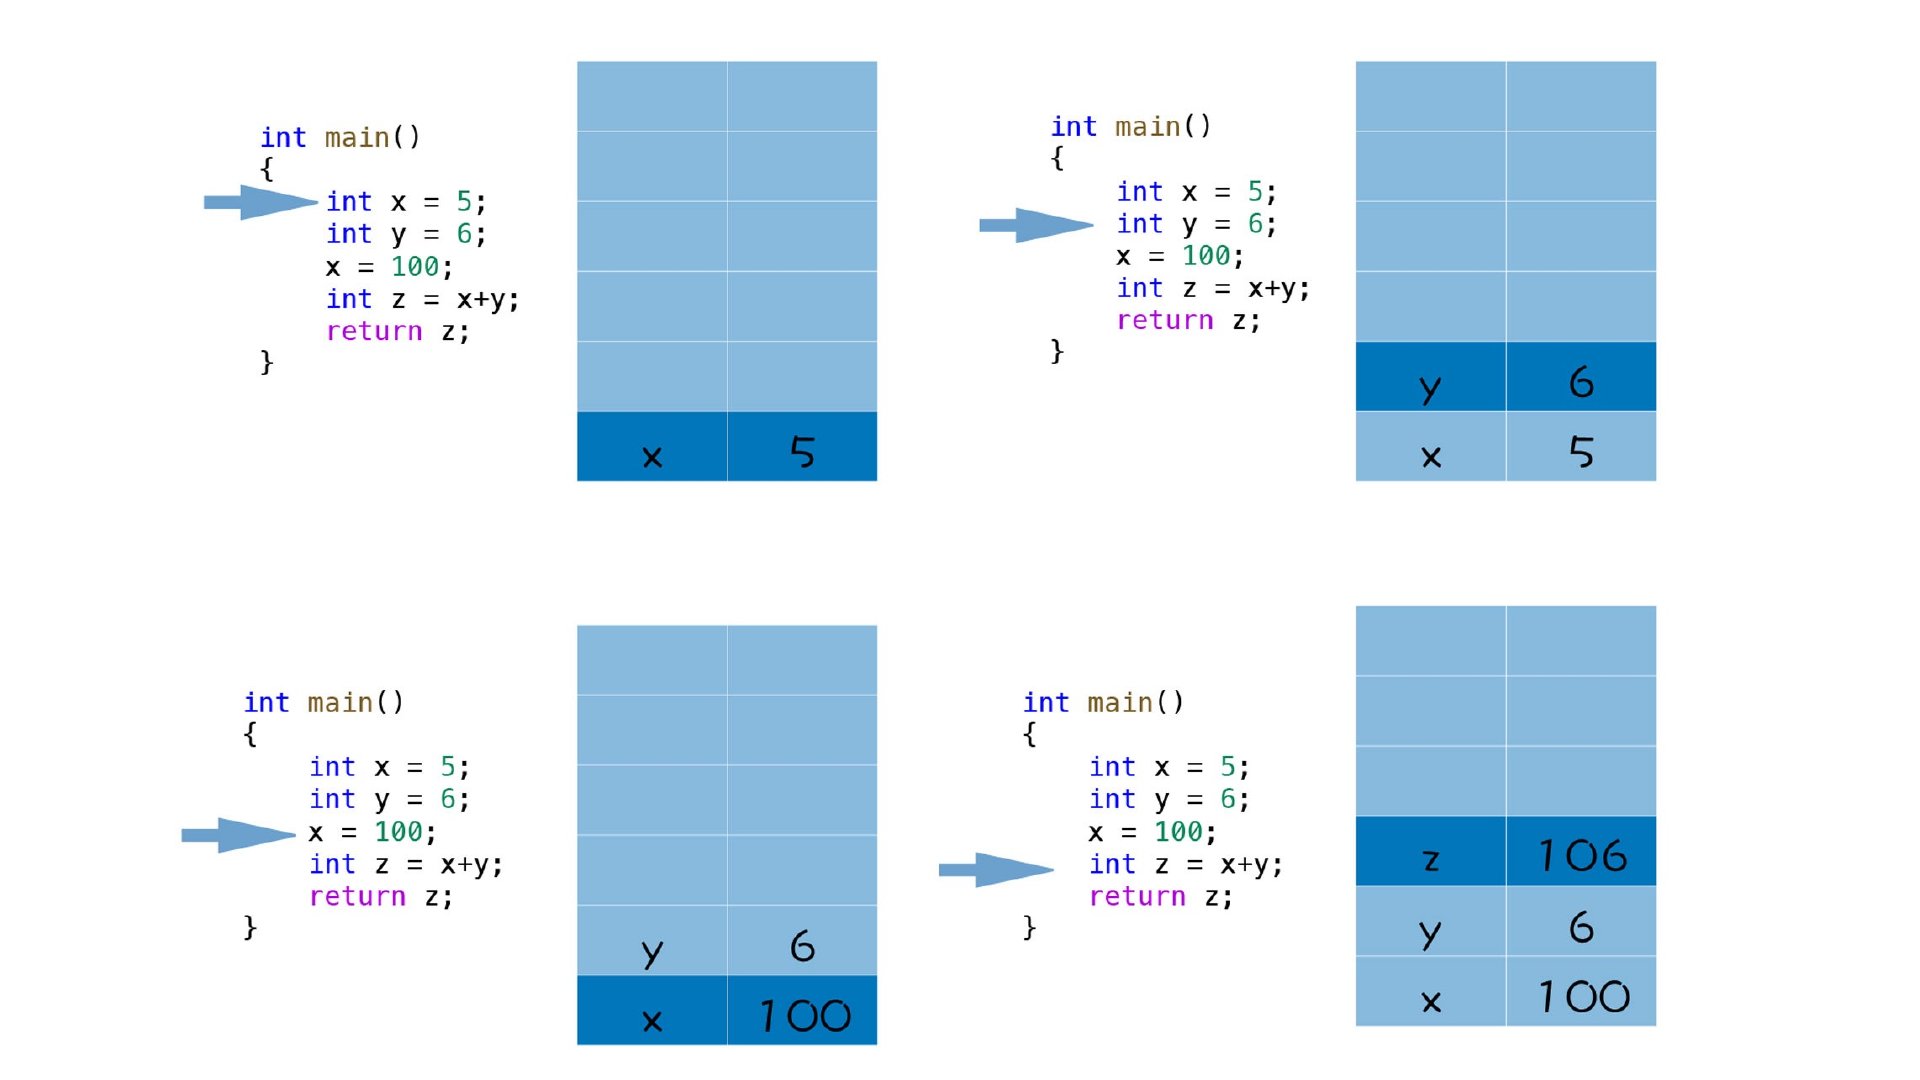 int main()
{
int x = 5;
int y = 6;
x = 100;
int z = x+y;
return z;
}
x 5
int main()
{
int x = 5;
int y = 6;
x = 100;
int z = x+y;
return z;
}
y 6
x 5
int main()
{
int x = 5;
int y = 6;
x = 100;
int z = x+y;
return z;
}
y 6
x 100
int main()
{
int x = 5;
int y = 6;
x = 100;
int z = x+y;
return z;
}
z 106
y 6
x 100